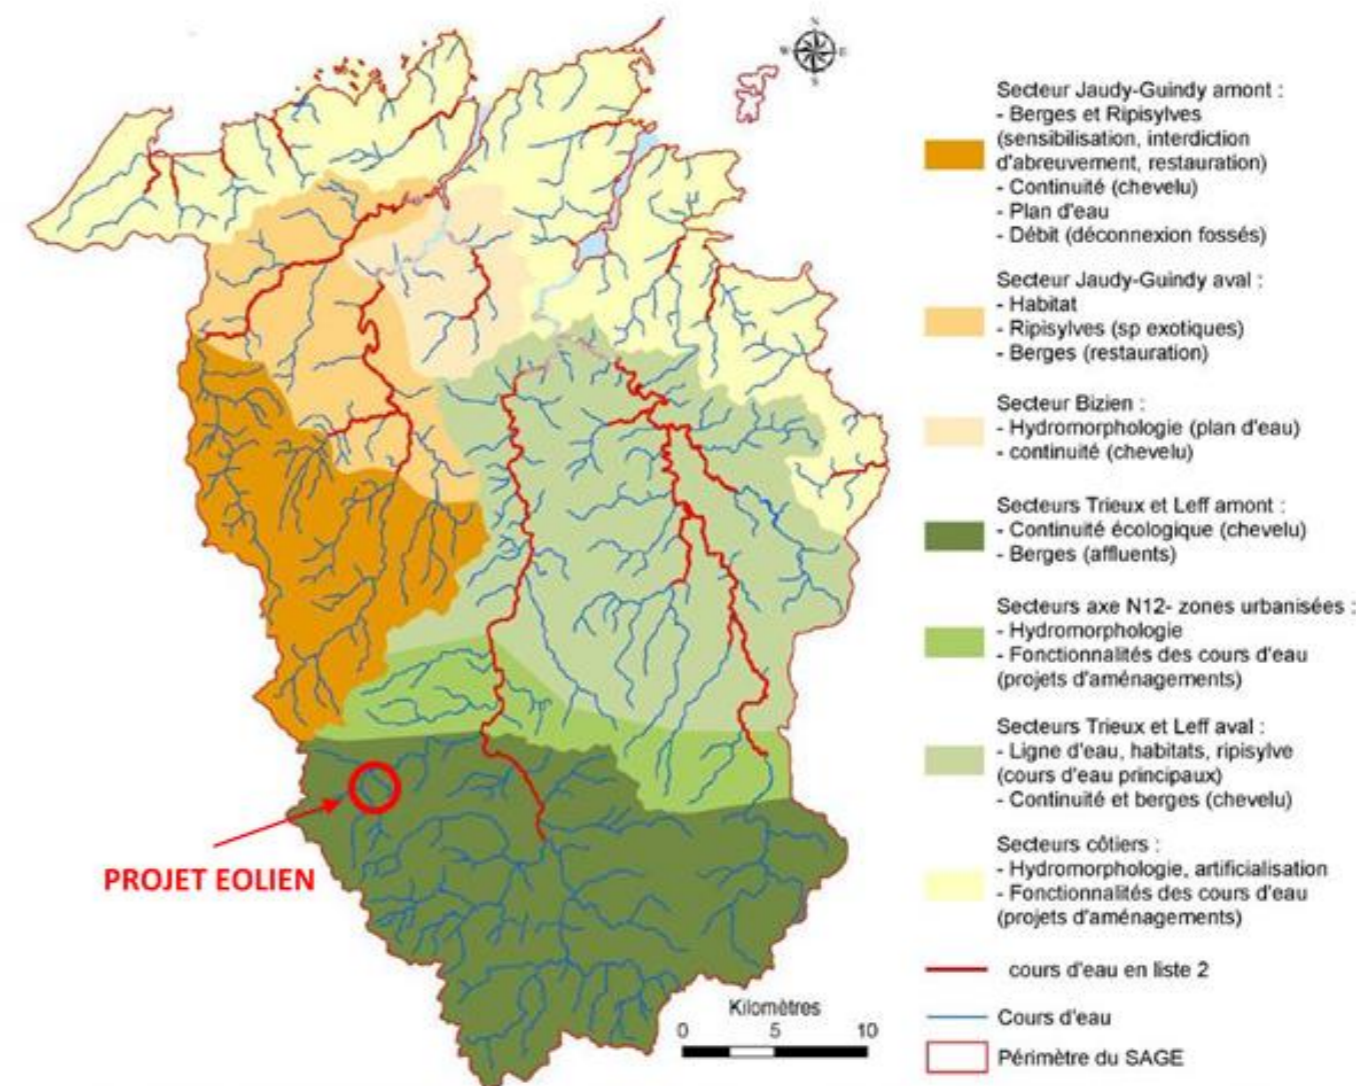 N
W
E
S
Secteur Jaudy-Guindy amont :
- Berges et Ripisylves
(sensibilisation, interdiction
d'abreuvement, restauration)
- Continuité (chevelu)
- Plan d'eau
- Débit (déconnexion fossés)
Secteur Jaudy-Guindy aval :
- Habitat
- Ripisylves (sp exotiques)
- Berges (restauration)
Secteur Bizien :
- Hydromorphologie (plan d'eau)
- continuité (chevelu)
Secteurs Trieux et Leff amont :
- Continuité écologique (chevelu)
- Berges (affluents)
Secteurs axe N12- zones urbanisées :
- Hydromorphologie
- Fonctionnalités des cours d'eau
(projets d'aménagements)
Secteurs Trieux et Leff aval :
- Ligne d'eau, habitats, ripisylve
(cours d'eau principaux)
- Continuité et berges (chevelu)
Secteurs côtiers :
- Hydromorphologie, artificialisation
- Fonctionnalités des cours d'eau
(projets d'aménagements)
cours d'eau en liste 2
Cours d'eau
Périmètre du SAGE
PROJET EOLIEN
Kilomètres
0 5 10